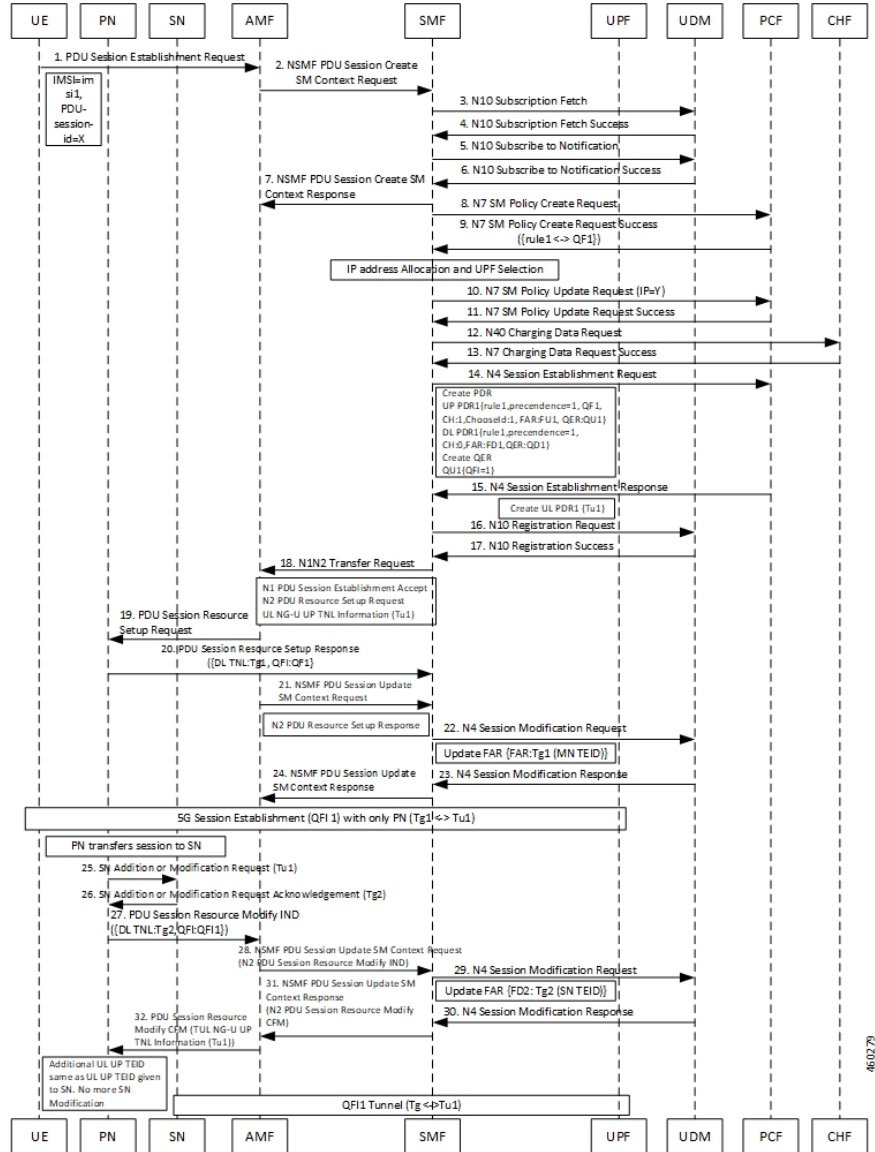 UE PN SN AMF SMF UPF UDM PCF CHF
1. PDU Session Establishment Request
IMSI=im
si1,
PDU-
session-
id=X
2. NSMF PDU Session Create
SM Context Request
3. N10 Subscription Fetch
4. N10 Subscription Fetch Success
5. N10 Subscribe to Notification
6. N10 Subscribe to Notification Success
7. NSMF PDU Session Create SM
Context Response
8. N7 SM Policy Create Request
9. N7 SM Policy Create Request Success
({rule1 <-> QF1})
IP address Allocation and UPF Selection
10. N7 SM Policy Update Request (IP=Y)
11. N7 SM Policy Update Request Success
12. N40 Charging Data Request
13. N7 Charging Data Request Success
14. N4 Session Establishment Request
Create PDR
UP PDR1{rule1,precendence=1, QF1,
CH:1,ChooseId:1, FAR:FU1, QER:QU1}
DL PDR1{rule1,precendence=1,
CH:0,FAR:FD1,QER:QD1}
Create QER
QU1{QFI=1}
15. N4 Session Establishment Response
Create UL PDR1 {Tu1}
16. N10 Registration Request
17. N10 Registration Success
18. N1N2 Transfer Request
N1 PDU Session Establishment Accept
N2 PDU Resource Setup Request
UL NG-U UP TNL Information (Tu1)
19. PDU Session Resource
Setup Request
20. PDU Session Resource Setup Response
({DL TNL:Tg1, QFI:QF1}
21. NSMF PDU Session Update
SM Context Request
N2 PDU Resource Setup Response
22. N4 Session Modification Request
Update FAR {FAR:Tg1 (MN TEID)}
23. N4 Session Modification Response
24. NSMF PDU Session Update
SM Context Response
5G Session Establishment (QFI 1) with only PN (Tg1 <-> Tu1)
PN transfers session to SN
25. SN Addition or Modification Request (Tu1)
26. SN Addition or Modification Request Acknowledgement (Tg2)
27. PDU Session Resource Modify IND
({DL TNL:Tg2,QFI:QFI1})
28. NSMF PDU Session Update SM Context Request
(N2 PDU Session Resource Modify IND)
29. N4 Session Modification Request
Update FAR {FD2: Tg2 (SN TEID)}
30. N4 Session Modification Response
31. NSMF PDU Session Update SM
Context Response
(N2 PDU Session Resource Modify
CFM)
32. PDU Session Resource
Modify CFM (TUL NG-U UP
TNL Information (Tu1))
Additional UL UP TEID
same as UL UP TEID given
to SN. No more SN
Modification
QFI1 Tunnel (Tg <->Tu1)
UE PN SN AMF SMF UPF UDM PCF CHF
460279